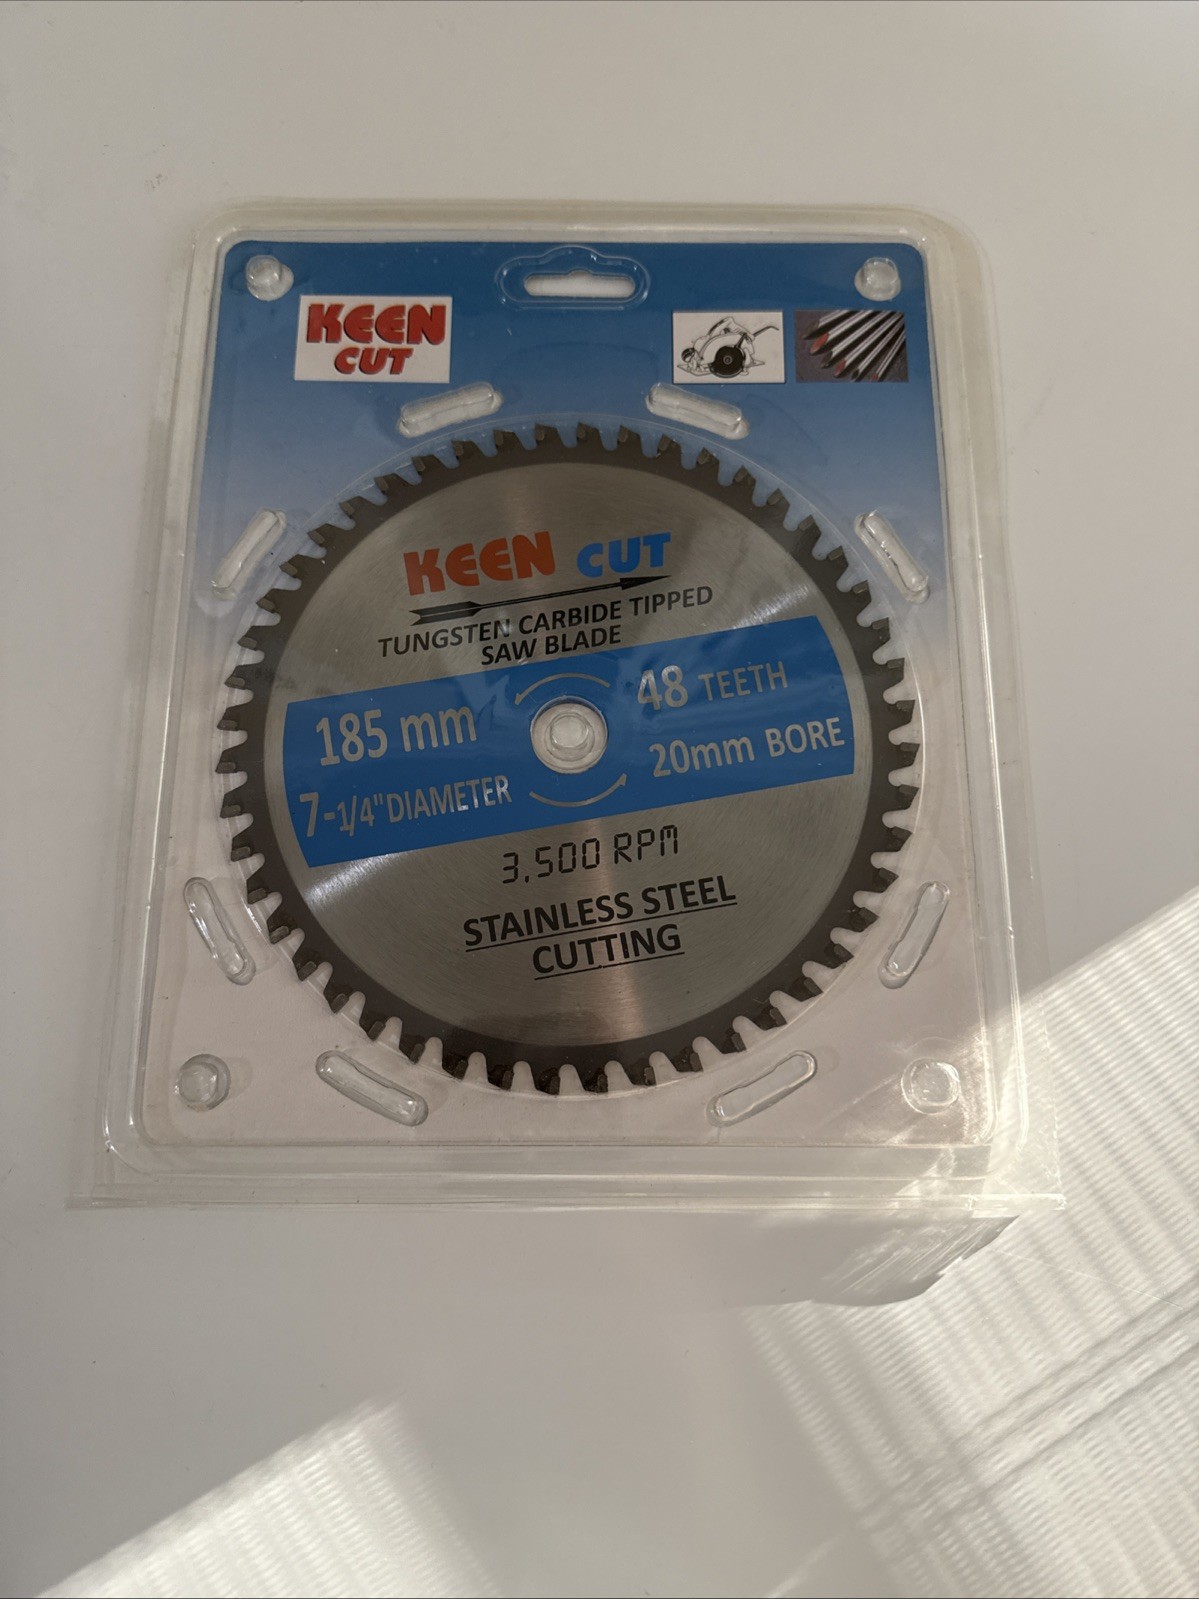 KEEN
CUT
KEEN CUT
TUNGSTEN CARBIDE TIPPED
SAW BLADE
185 mm
7-1/4" DIAMETER
48 TEETH
20mm BORE
3,500 RPM
STAINLESS STEEL
CUTTING